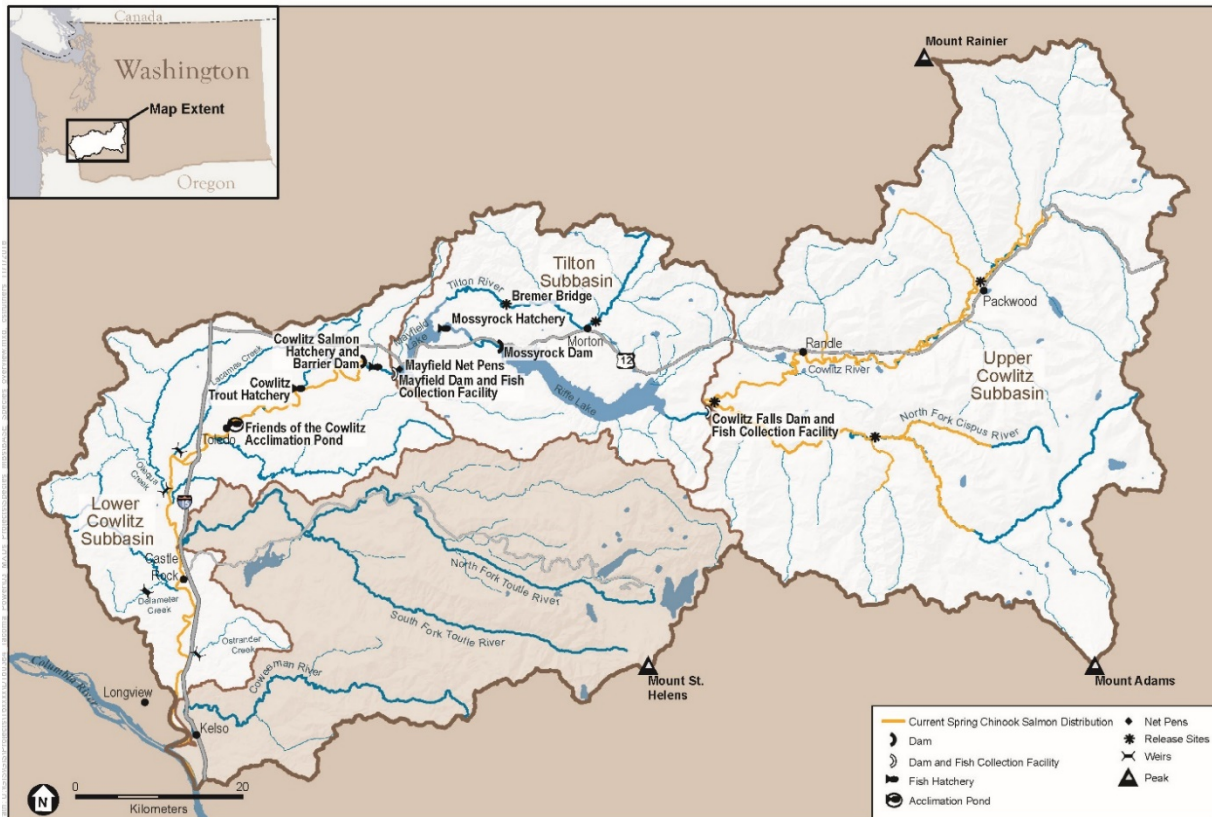 Canada
Washington
Map Extent
Oregon
Mount Rainier
Tilton
Subbasin
Tilton River
Bremer Bridge
Mayfield
Lake
Mossyrock Hatchery
Morton
Packwood
Cowlitz Salmon
Hatchery and
Barrier Dam
Mossyrock Dam
12
Randle
Cowlitz River
Upper
Cowlitz
Subbasin
Lacamas Creek
Mayfield Net Pens
Mayfield Dam and Fish
Collection Facility
Cowlitz
Trout Hatchery
Riffe Lake
Cowlitz Falls Dam and
Fish Collection Facility
North Fork Cispus River
Friends of the Cowlitz
Acclimation Pond
Toledo
Olequa
Creek
Lower
Cowlitz
Subbasin
Castle
Rock
Delameter
Creek
North Fork Toutle River
South Fork Toutle River
Ostrander
Creek
Coweeman River
Columbia River
Longview
Kelso
Mount St.
Helens
Mount Adams
Current Spring Chinook Salmon Distribution
Dam
Dam and Fish Collection Facility
Fish Hatchery
Acclimation Pond
Net Pens
Release Sites
Weirs
Peak
N
0
20
Kilometers